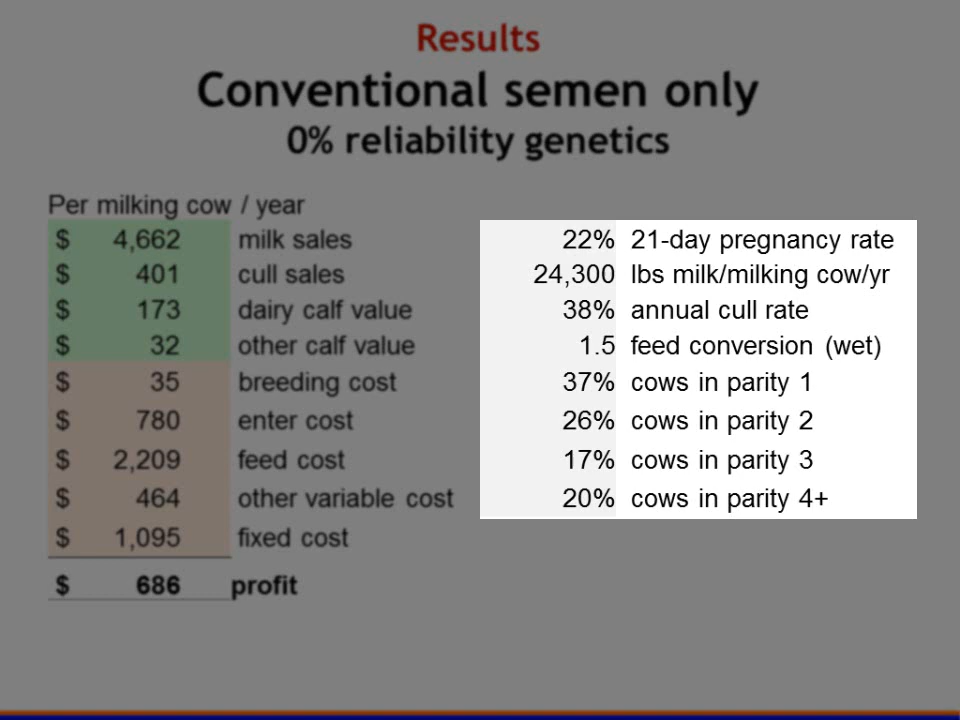 Results
Conventional semen only
0% reliability genetics
Per milking cow / year
$ 4,662 milk sales
$ 401 cull sales
$ 173 dairy calf value
$ 32 other calf value
$ 35 breeding cost
$ 780 enter cost
$ 2,209 feed cost
$ 464 other variable cost
$ 1,095 fixed cost
$ 686 profit
22% 21-day pregnancy rate
24,300 lbs milk/milking cow/yr
38% annual cull rate
1.5 feed conversion (wet)
37% cows in parity 1
26% cows in parity 2
17% cows in parity 3
20% cows in parity 4+